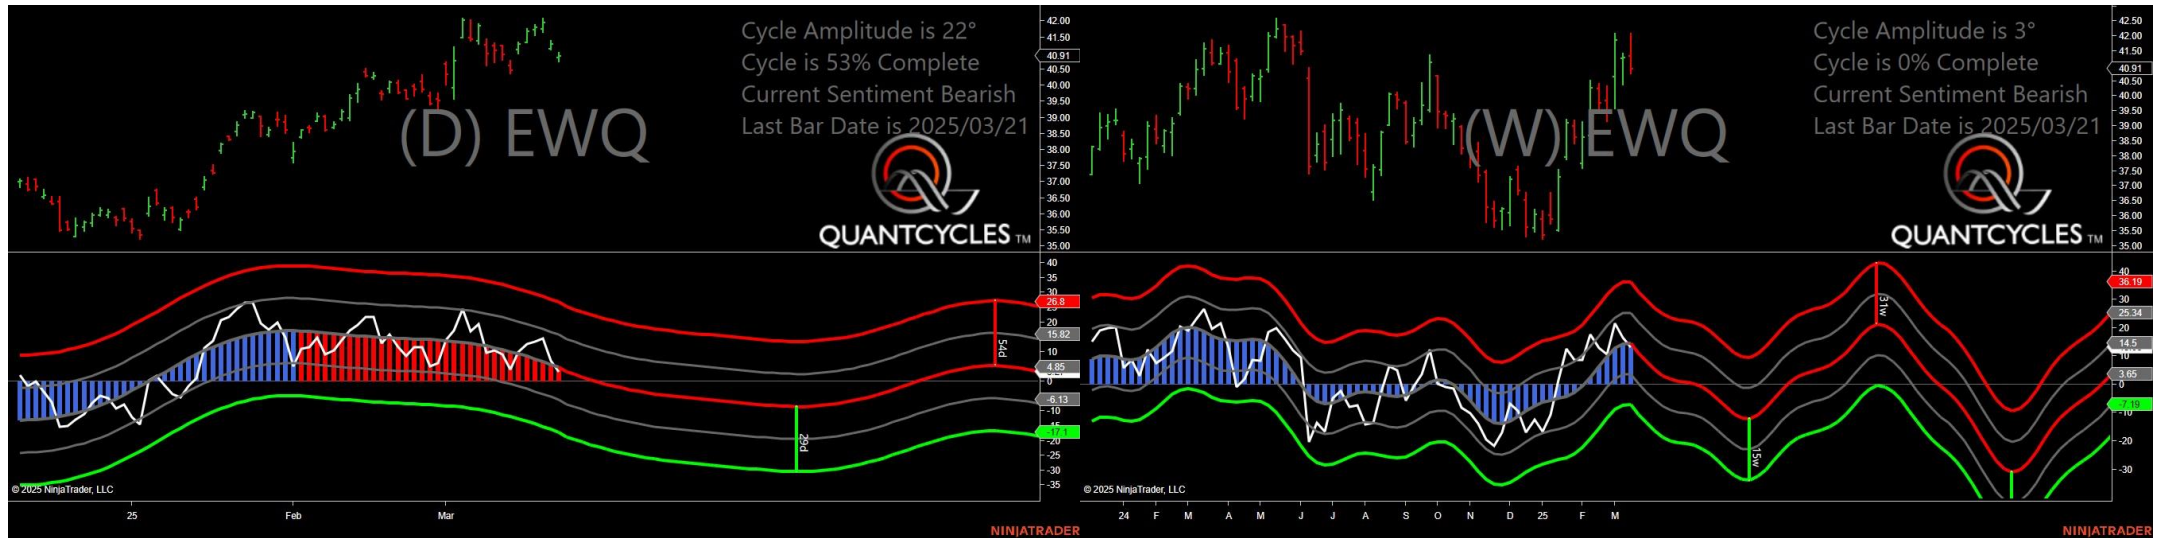 Cycle Amplitude is 22°
Cycle is 53% Complete
Current Sentiment Bearish
Last Bar Date is 2025/03/21
(D) EWQ
QUANTCYCLES TM
42.00
41.50
40.91
40.50
40.00
39.50
39.00
38.50
38.00
37.50
37.00
36.50
36.00
35.50
35.00
40
35
30
26.8
20
15.82
10
4.85
0
-6.13
-10
-17.1
-20
-25
-30
-35
54d
29d
© 2025 NinjaTrader, LLC
25 Feb Mar
NINJATRADER
Cycle Amplitude is 3°
Cycle is 0% Complete
Current Sentiment Bearish
Last Bar Date is 2025/03/21
(W) EWQ
QUANTCYCLES TM
42.50
42.00
41.50
40.91
40.50
40.00
39.50
39.00
38.50
38.00
37.50
37.00
36.50
36.00
35.50
35.00
40
36.19
30
25.34
20
14.5
3.65
0
-7.19
-20
-30
31w
15w
© 2025 NinjaTrader, LLC
24 F M A M J J A S O N D 25 F M
NINJATRADER